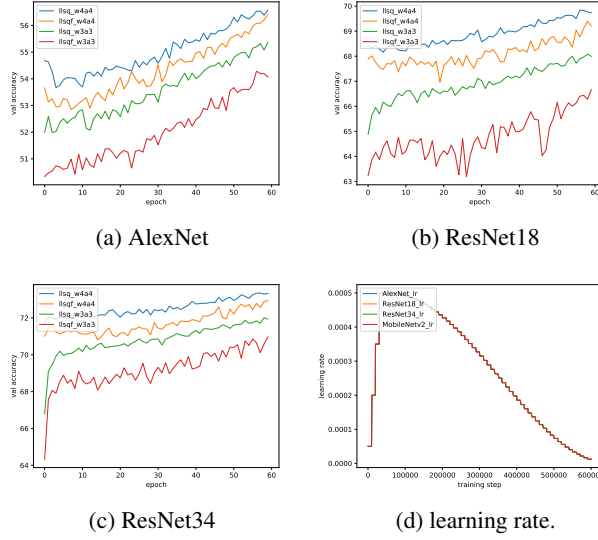 llsq_w4a4
llsqf_w4a4
llsq_w3a3
llsqf_w3a3
56
55
54
53
52
51
val accuracy
0 10 20 30 40 50 60
epoch
(a) AlexNet
llsq_w4a4
llsqf_w4a4
llsq_w3a3
llsqf_w3a3
70
69
68
67
66
65
64
63
val accuracy
0 10 20 30 40 50 60
epoch
(b) ResNet18
llsq_w4a4
llsqf_w4a4
llsq_w3a3
llsqf_w3a3
72
70
68
66
64
val accuracy
0 10 20 30 40 50 60
epoch
(c) ResNet34
AlexNet_lr
ResNet18_lr
ResNet34_lr
MobileNetv2_lr
0.0005
0.0004
0.0003
0.0002
0.0001
0.0000
learning rate
0 100000 200000 300000 400000 500000
training step
(d) learning rate.